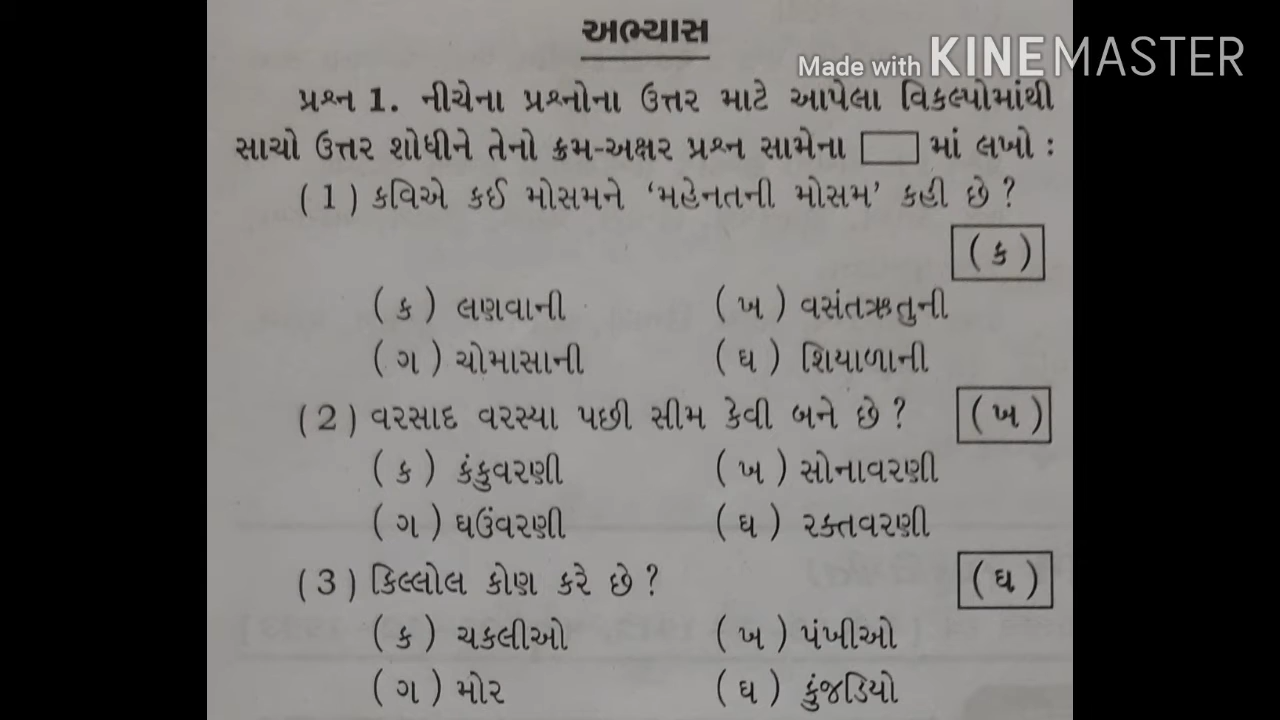 અભ્યાસ
Made with KINEMASTER
પ્રશ્ન 1. નીચેના પ્રશ્નોના ઉત્તર માટે આપેલા વિકલ્પોમાંથી
સાચો ઉત્તર શોધીને તેનો ક્રમ-અક્ષર પ્રશ્ન સામેના માં લખો :
(1) કવિએ કઈ મોસમને ‘મહેનતની મોસમ’ કહી છે ?
(ક)
(ક) લણવાની (ખ) વસંતઋતુની
(ગ) ચોમાસાની (ઘ) શિયાળાની
(2) વરસાદ વરસ્યા પછી સીમ કેવી બને છે ? (ખ)
(ક) કંકુવરણી (ખ) સોનાવરણી
(ગ) ઘઉંવરણી (ઘ) રક્તવરણી
(3) કિલ્લોલ કોણ કરે છે ? (ઘ)
(ક) ચકલીઓ (ખ) પંખીઓ
(ગ) મોર (ઘ) કુંજડિયો